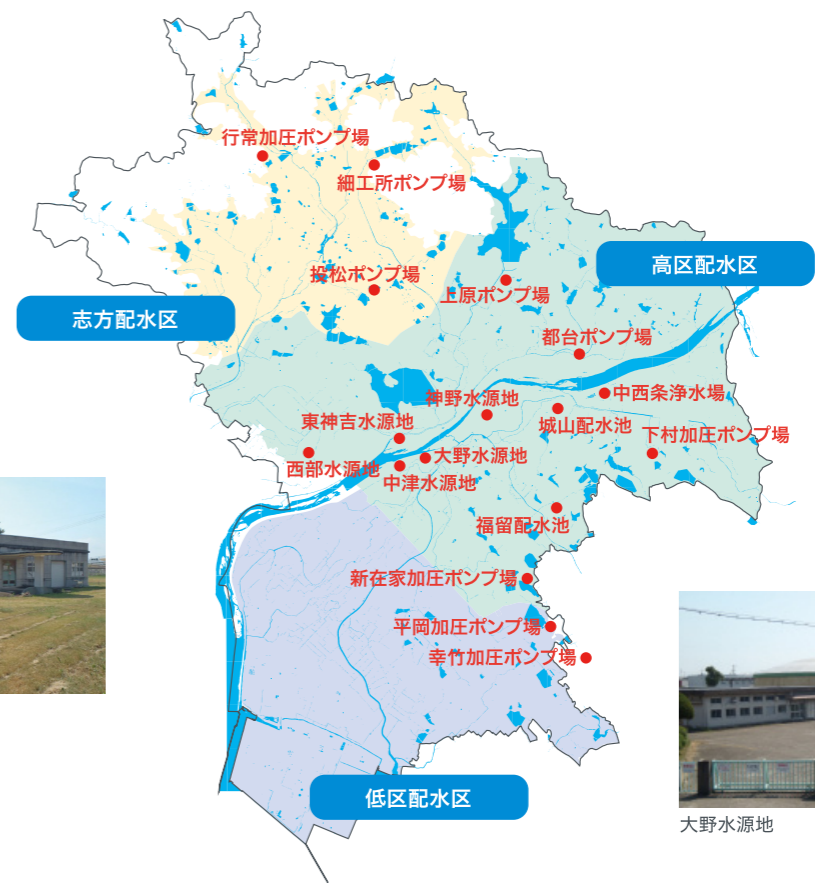 行常加圧ポンプ場
細工所ポンプ場
投松ポンプ場
上原ポンプ場
高区配水区
志方配水区
都台ポンプ場
中西条浄水場
神野水源地
城山配水池
東神吉水源地
下村加圧ポンプ場
西部水源地
大野水源地
中津水源地
福留配水池
新在家加圧ポンプ場
平岡加圧ポンプ場
幸竹加圧ポンプ場
低区配水区
大野水源地